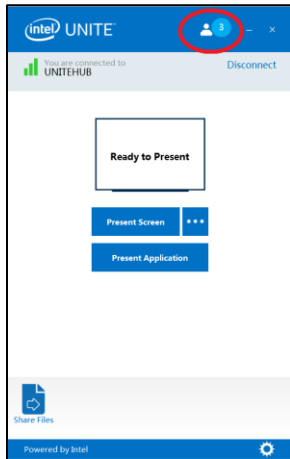 intel UNITE™ 3
You are connected to
UNITEHUB
Disconnect
Ready to Present
Present Screen
Present Application
Share Files
Powered by Intel